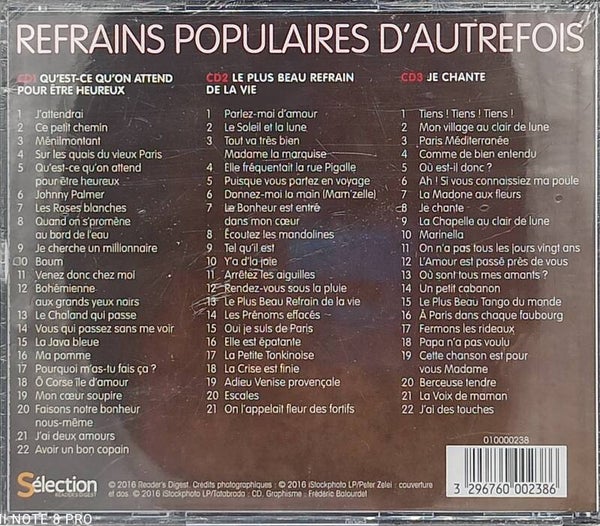 REFRAINS POPULAIRES D'AUTREFOIS
CD1 QU'EST-CE QU'ON ATTEND
POUR ÊTRE HEUREUX
1 J'attendrai
2 Ce petit chemin
3 Ménilmontant
4 Sur les quais du vieux Paris
5 Qu'est-ce qu'on attend
pour être heureux
6 Johnny Palmer
7 Les Roses blanches
8 Quand on s'promène
au bord de l'eau
9 Je cherche un millionnaire
10 Boum
11 Venez donc chez moi
12 Bohémienne
aux grands yeux noirs
13 Le Chaland qui passe
14 Vous qui passez sans me voir
15 La Java bleue
16 Ma pomme
17 Pourquoi m'as-tu fais ça ?
18 Ô Corse île d'amour
19 Mon cœur soupire
20 Faisons notre bonheur
nous-même
21 J'ai deux amours
22 Avoir un bon copain
CD2 LE PLUS BEAU REFRAIN
DE LA VIE
1 Parlez-moi d'amour
2 Le Soleil et la lune
3 Tout va très bien
Madame la marquise
4 Elle fréquentait la rue Pigalle
5 Puisque vous partez en voyage
6 Donnez-moi la main (Mam'zelle)
7 Le Bonheur est entré
dans mon cœur
8 Écoutez les mandolines
9 Tel qu'il est
10 Y'a d'la joie
11 Arrêtez les aiguilles
12 Rendez-vous sous la pluie
13 Le Plus Beau Refrain de la vie
14 Les Prénoms effacés
15 Oui je suis de Paris
16 Elle est épatante
17 La Petite Tonkinoise
18 La Crise est finie
19 Adieu Venise provençale
20 Escales
21 On l'appelait fleur des fortifs
CD3 JE CHANTE
1 Tiens ! Tiens ! Tiens !
2 Mon village au clair de lune
3 Paris Méditerranée
4 Comme de bien entendu
5 Où est-il donc ?
6 Ah ! Si vous connaissiez ma poule
7 La Madone aux fleurs
8 Je chante
9 La Chapelle au clair de lune
10 Marinella
11 On n'a pas tous les jours vingt ans
12 L'Amour est passé près de vous
13 Où sont tous mes amants ?
14 Un petit cabanon
15 Le Plus Beau Tango du monde
16 À Paris dans chaque faubourg
17 Fermons les rideaux
18 Papa n'a pas voulu
19 Cette chanson est pour
vous Madame
20 Berceuse tendre
21 La Voix de maman
22 J'ai des touches
010000238
3 296760 002386
Sélection
READER'S DIGEST
© 2016 Reader's Digest. Crédits photographiques : © 2016 iStockphoto LP/Peter Zelei : couverture
et dos. © 2016 iStockphoto LP/Tatabrada : CD. Graphisme : Frédéric Balourdet
NOTE 8 PRO